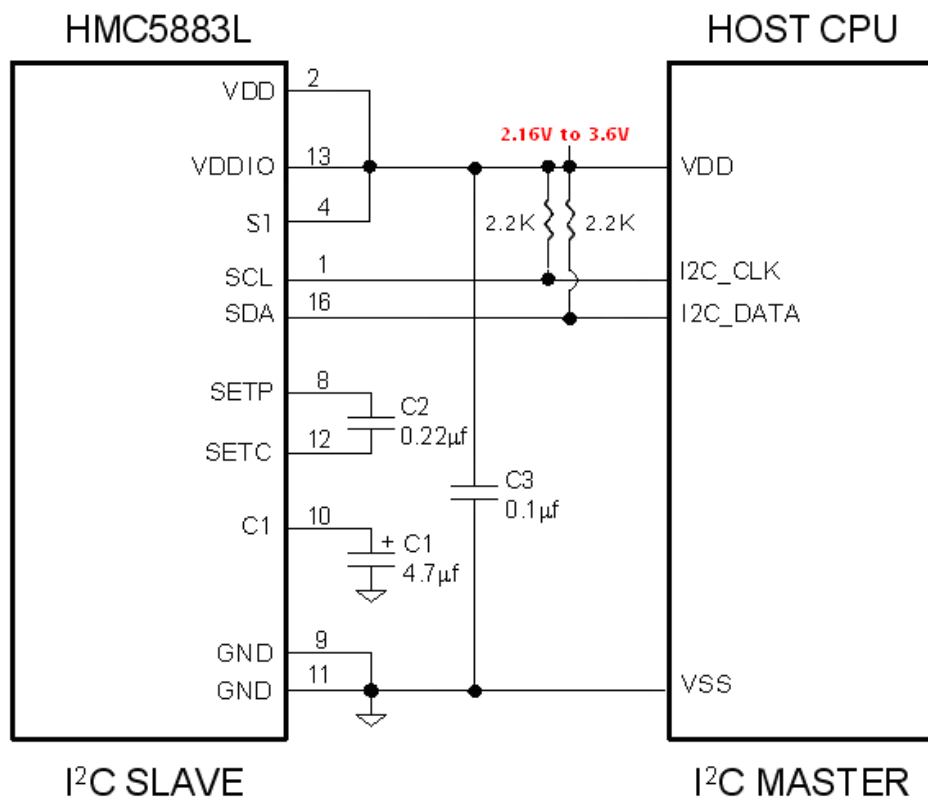 HMC5883L
HOST CPU
VDD
2
VDDIO
13
S1
4
SCL
1
SDA
16
SETP
8
SETC
12
C1
10
GND
9
GND
11
2.16V to 3.6V
2.2K
2.2K
C2
0.22µf
C3
0.1µf
+ C1
4.7µf
VDD
I2C_CLK
I2C_DATA
VSS
I²C SLAVE
I²C MASTER